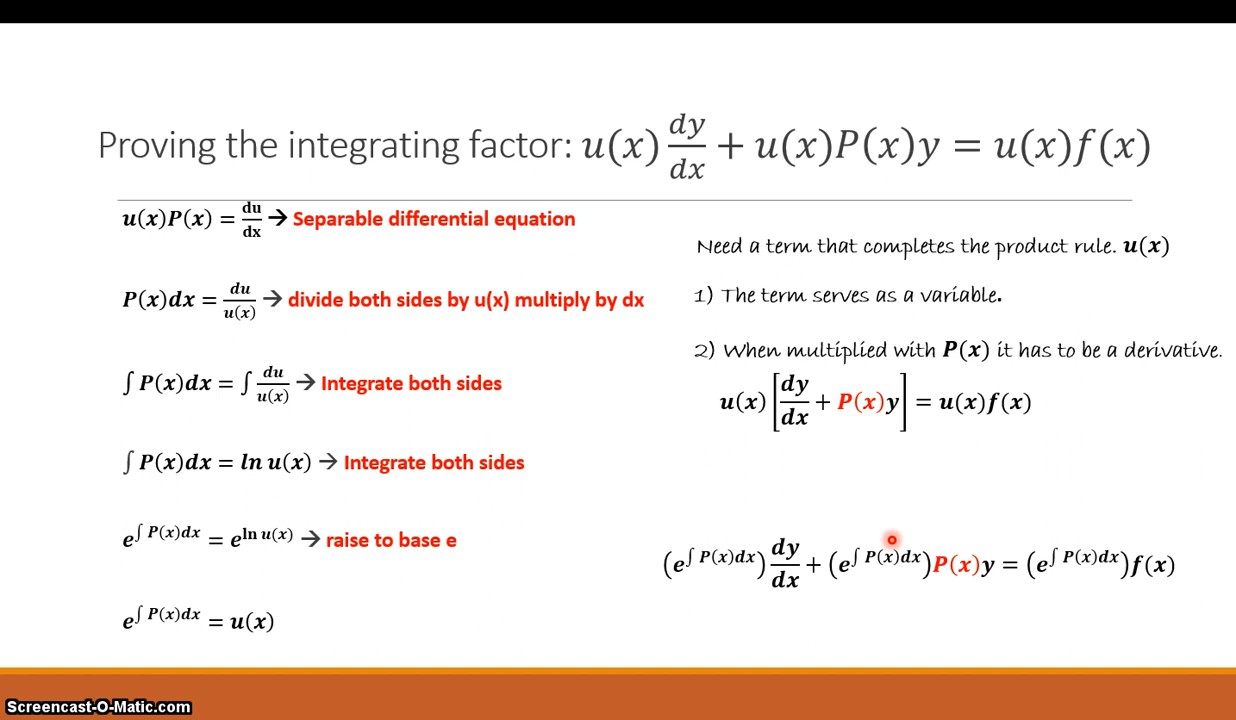 Proving the integrating factor: u(x) dy/dx + u(x)P(x)y = u(x)f(x)
u(x)P(x) = du/dx → Separable differential equation
P(x)dx = du/u(x) → divide both sides by u(x) multiply by dx
∫ P(x)dx = ∫ du/u(x) → Integrate both sides
∫ P(x)dx = ln u(x) → Integrate both sides
e^∫ P(x)dx = e^ln u(x) → raise to base e
e^∫ P(x)dx = u(x)
Need a term that completes the product rule. u(x)
1) The term serves as a variable.
2) When multiplied with P(x) it has to be a derivative.
u(x) [dy/dx + P(x)y] = u(x)f(x)
(e^∫ P(x)dx) dy/dx + (e^∫ P(x)dx)P(x)y = (e^∫ P(x)dx)f(x)
Screencast-O-Matic.com